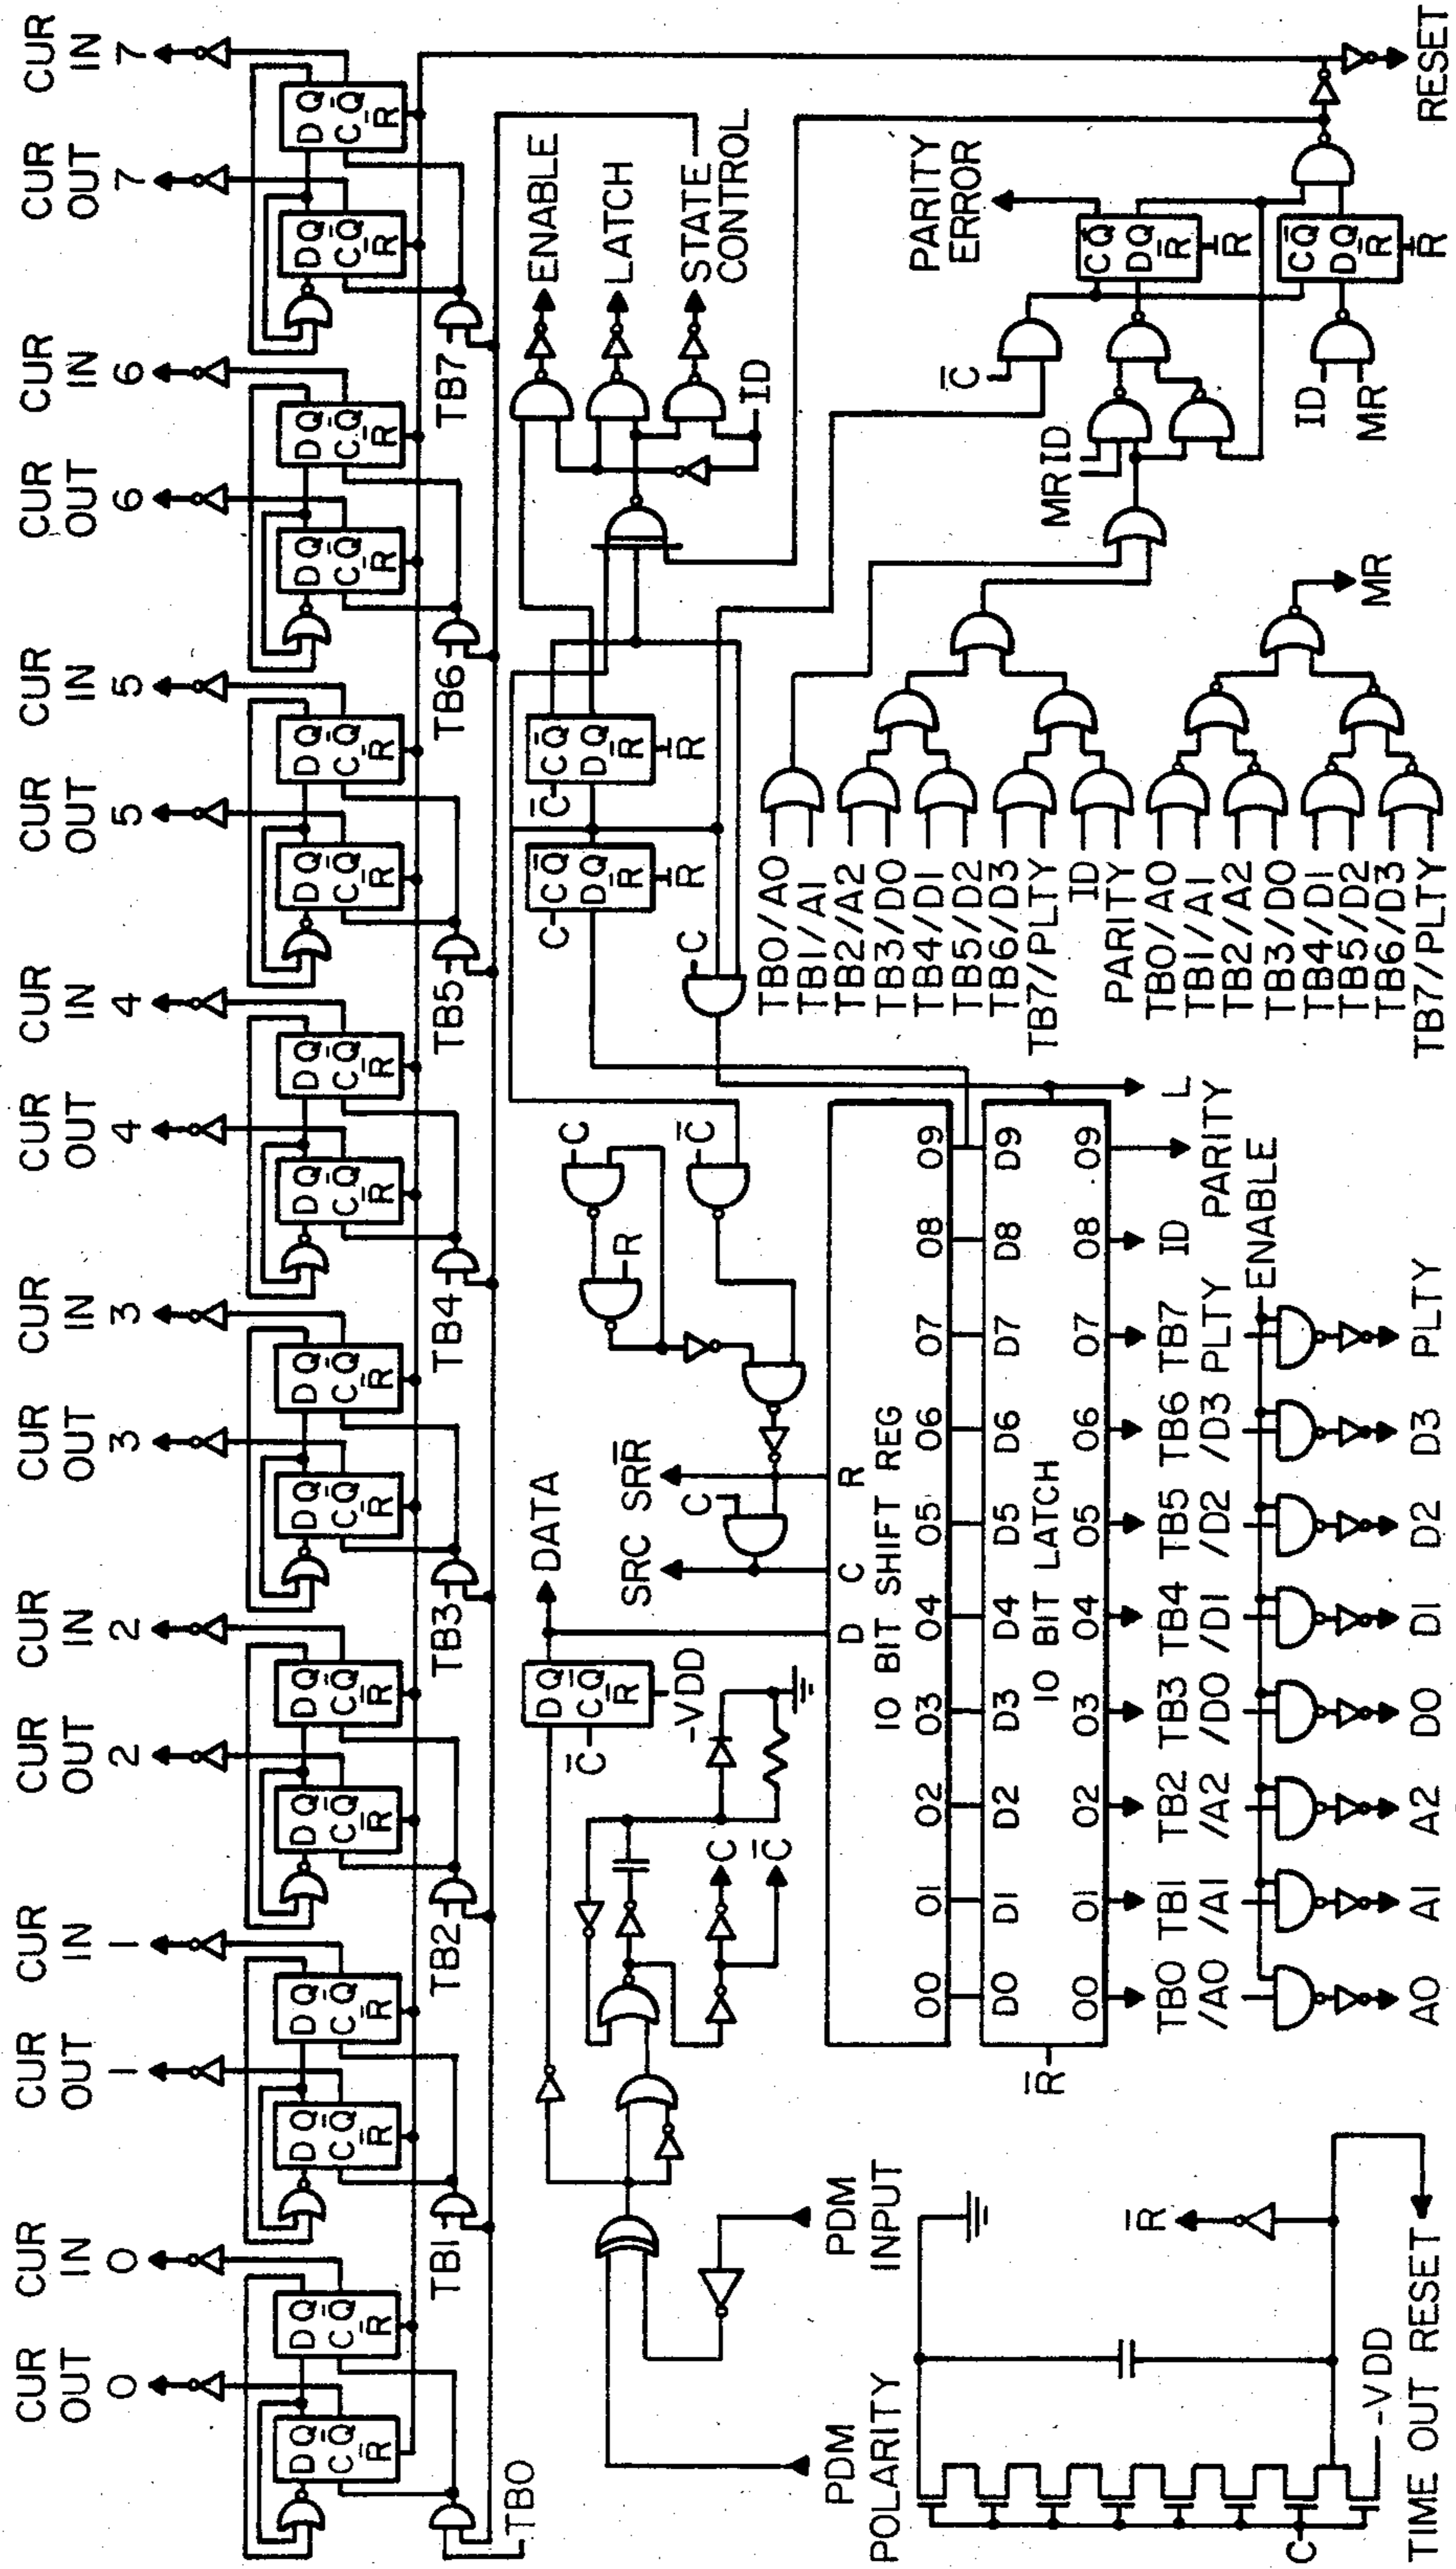 CUR OUT 0
CUR IN 0
CUR OUT 1
CUR IN 1
CUR OUT 2
CUR IN 2
CUR OUT 3
CUR IN 3
CUR OUT 4
CUR IN 4
CUR OUT 5
CUR IN 5
CUR OUT 6
CUR IN 6
CUR OUT 7
CUR IN 7
D Q
C Q̅
R̅
D Q
C Q̅
R̅
D Q
C Q̅
R̅
D Q
C Q̅
R̅
D Q
C Q̅
R̅
D Q
C Q̅
R̅
D Q
C Q̅
R̅
D Q
C Q̅
R̅
D Q
C Q̅
R̅
D Q
C Q̅
R̅
D Q
C Q̅
R̅
D Q
C Q̅
R̅
D Q
C Q̅
R̅
D Q
C Q̅
R̅
D Q
C Q̅
R̅
D Q
C Q̅
R̅
TB0
TB1
TB2
TB3
TB4
TB5
TB6
TB7
ENABLE
LATCH
STATE
CONTROL
ID
DATA
D Q
C̅ Q̅
R̅
C̅
-VDD
C
C̅
PDM
POLARITY
PDM
INPUT
SRC
SRR̅
C
C
R
C̅
C
C Q̅
D Q
R̅
R̅
C̅
C Q̅
D Q
R̅
R̅
C
D
C
R
10 BIT SHIFT REG
00 01 02 03 04 05 06 07 08 09
D0 D1 D2 D3 D4 D5 D6 D7 D8 D9
10 BIT LATCH
00 01 02 03 04 05 06 07 08 09
R̅
L
TB0
/A0
TB1
/A1
TB2
/A2
TB3
/D0
TB4
/D1
TB5
/D2
TB6
/D3
TB7
PLTY
ID
PARITY
ENABLE
A0 A1 A2 D0 D1 D2 D3 PLTY
TB0/A0
TB1/A1
TB2/A2
TB3/D0
TB4/D1
TB5/D2
TB6/D3
TB7/PLTY
ID
PARITY
TB0/A0
TB1/A1
TB2/A2
TB3/D0
TB4/D1
TB5/D2
TB6/D3
TB7/PLTY
MR
MR ID
C̅
PARITY
ERROR
C Q̅
D Q
R̅
R̅
ID
MR
C Q̅
D Q
R̅
R̅
RESET
R̅
C
-VDD
TIME OUT RESET